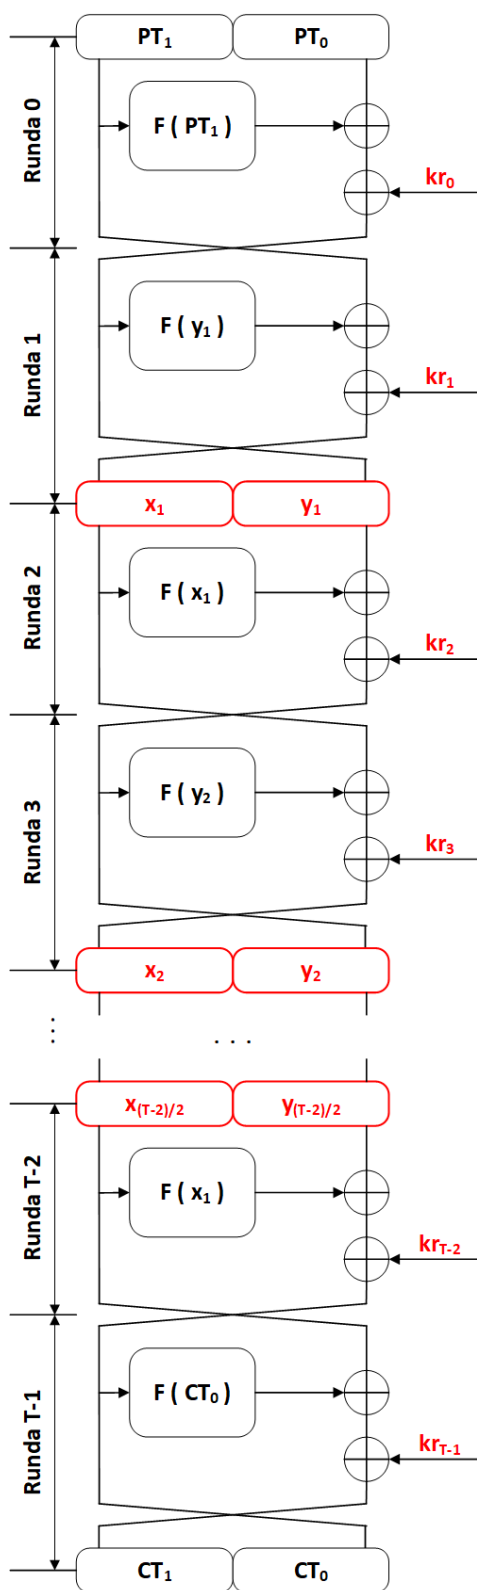 PT₁ PT₀
Runda 0
F ( PT₁ )
kr₀
Runda 1
F ( y₁ )
kr₁
x₁ y₁
Runda 2
F ( x₁ )
kr₂
Runda 3
F ( y₂ )
kr₃
x₂ y₂
⋮ . . .
x₍T-2)/2 y₍T-2)/2
Runda T-2
F ( x₁ )
krT-2
Runda T-1
F ( CT₀ )
krT-1
CT₁ CT₀